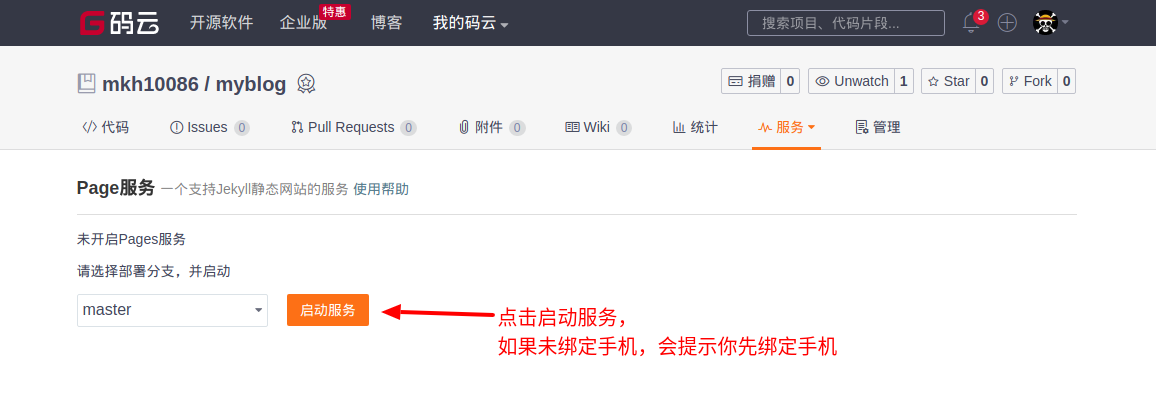 G码云 开源软件 企业版 特惠 博客 我的码云 搜索项目、代码片段... 3
mkh10086 / myblog 捐赠 0 Unwatch 1 Star 0 Fork 0
代码 Issues 0 Pull Requests 0 附件 0 Wiki 0 统计 服务 管理
Page服务 一个支持Jekyll静态网站的服务 使用帮助
未开启Pages服务
请选择部署分支，并启动
master 启动服务
点击启动服务，
如果未绑定手机，会提示你先绑定手机